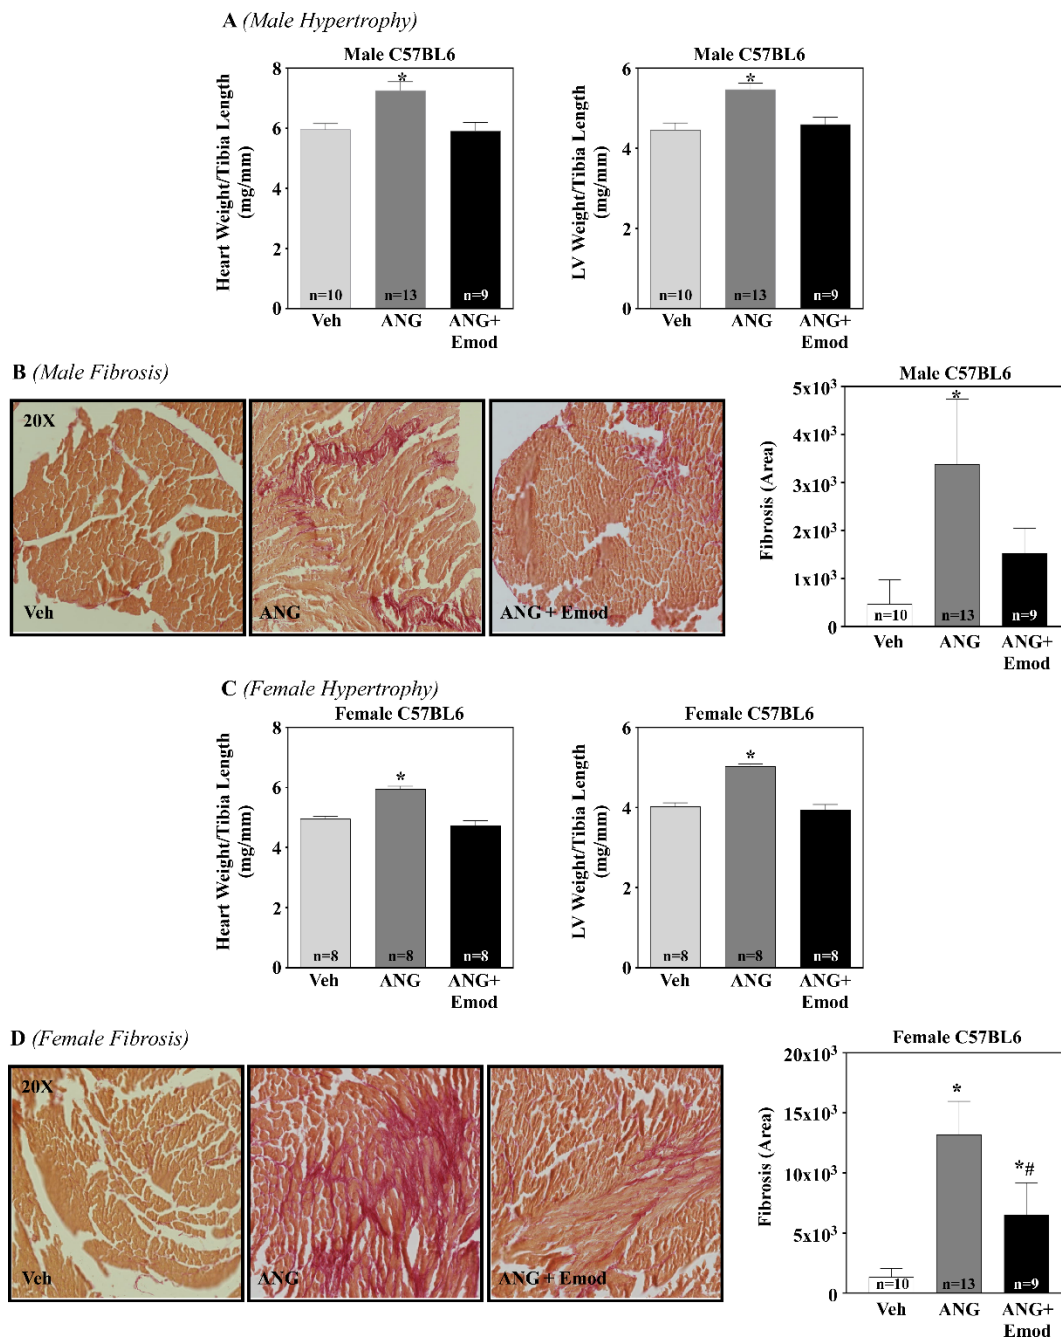 A (Male Hypertrophy)
Male C57BL6
Heart Weight/Tibia Length
(mg/mm)
8
6
4
2
0
*
n=10
n=13
n=9
Veh
ANG
ANG+
Emod
Male C57BL6
LV Weight/Tibia Length
(mg/mm)
6
4
2
0
*
n=10
n=13
n=9
Veh
ANG
ANG+
Emod
B (Male Fibrosis)
20X
Veh
ANG
ANG + Emod
Male C57BL6
Fibrosis (Area)
5x10³
4x10³
3x10³
2x10³
1x10³
0
*
n=10
n=13
n=9
Veh
ANG
ANG+
Emod
C (Female Hypertrophy)
Female C57BL6
Heart Weight/Tibia Length
(mg/mm)
8
6
4
2
0
*
n=8
n=8
n=8
Veh
ANG
ANG+
Emod
Female C57BL6
LV Weight/Tibia Length
(mg/mm)
6
4
2
0
*
n=8
n=8
n=8
Veh
ANG
ANG+
Emod
D (Female Fibrosis)
20X
Veh
ANG
ANG + Emod
Female C57BL6
Fibrosis (Area)
20x10³
15x10³
10x10³
5x10³
0
*
*#
n=10
n=13
n=9
Veh
ANG
ANG+
Emod